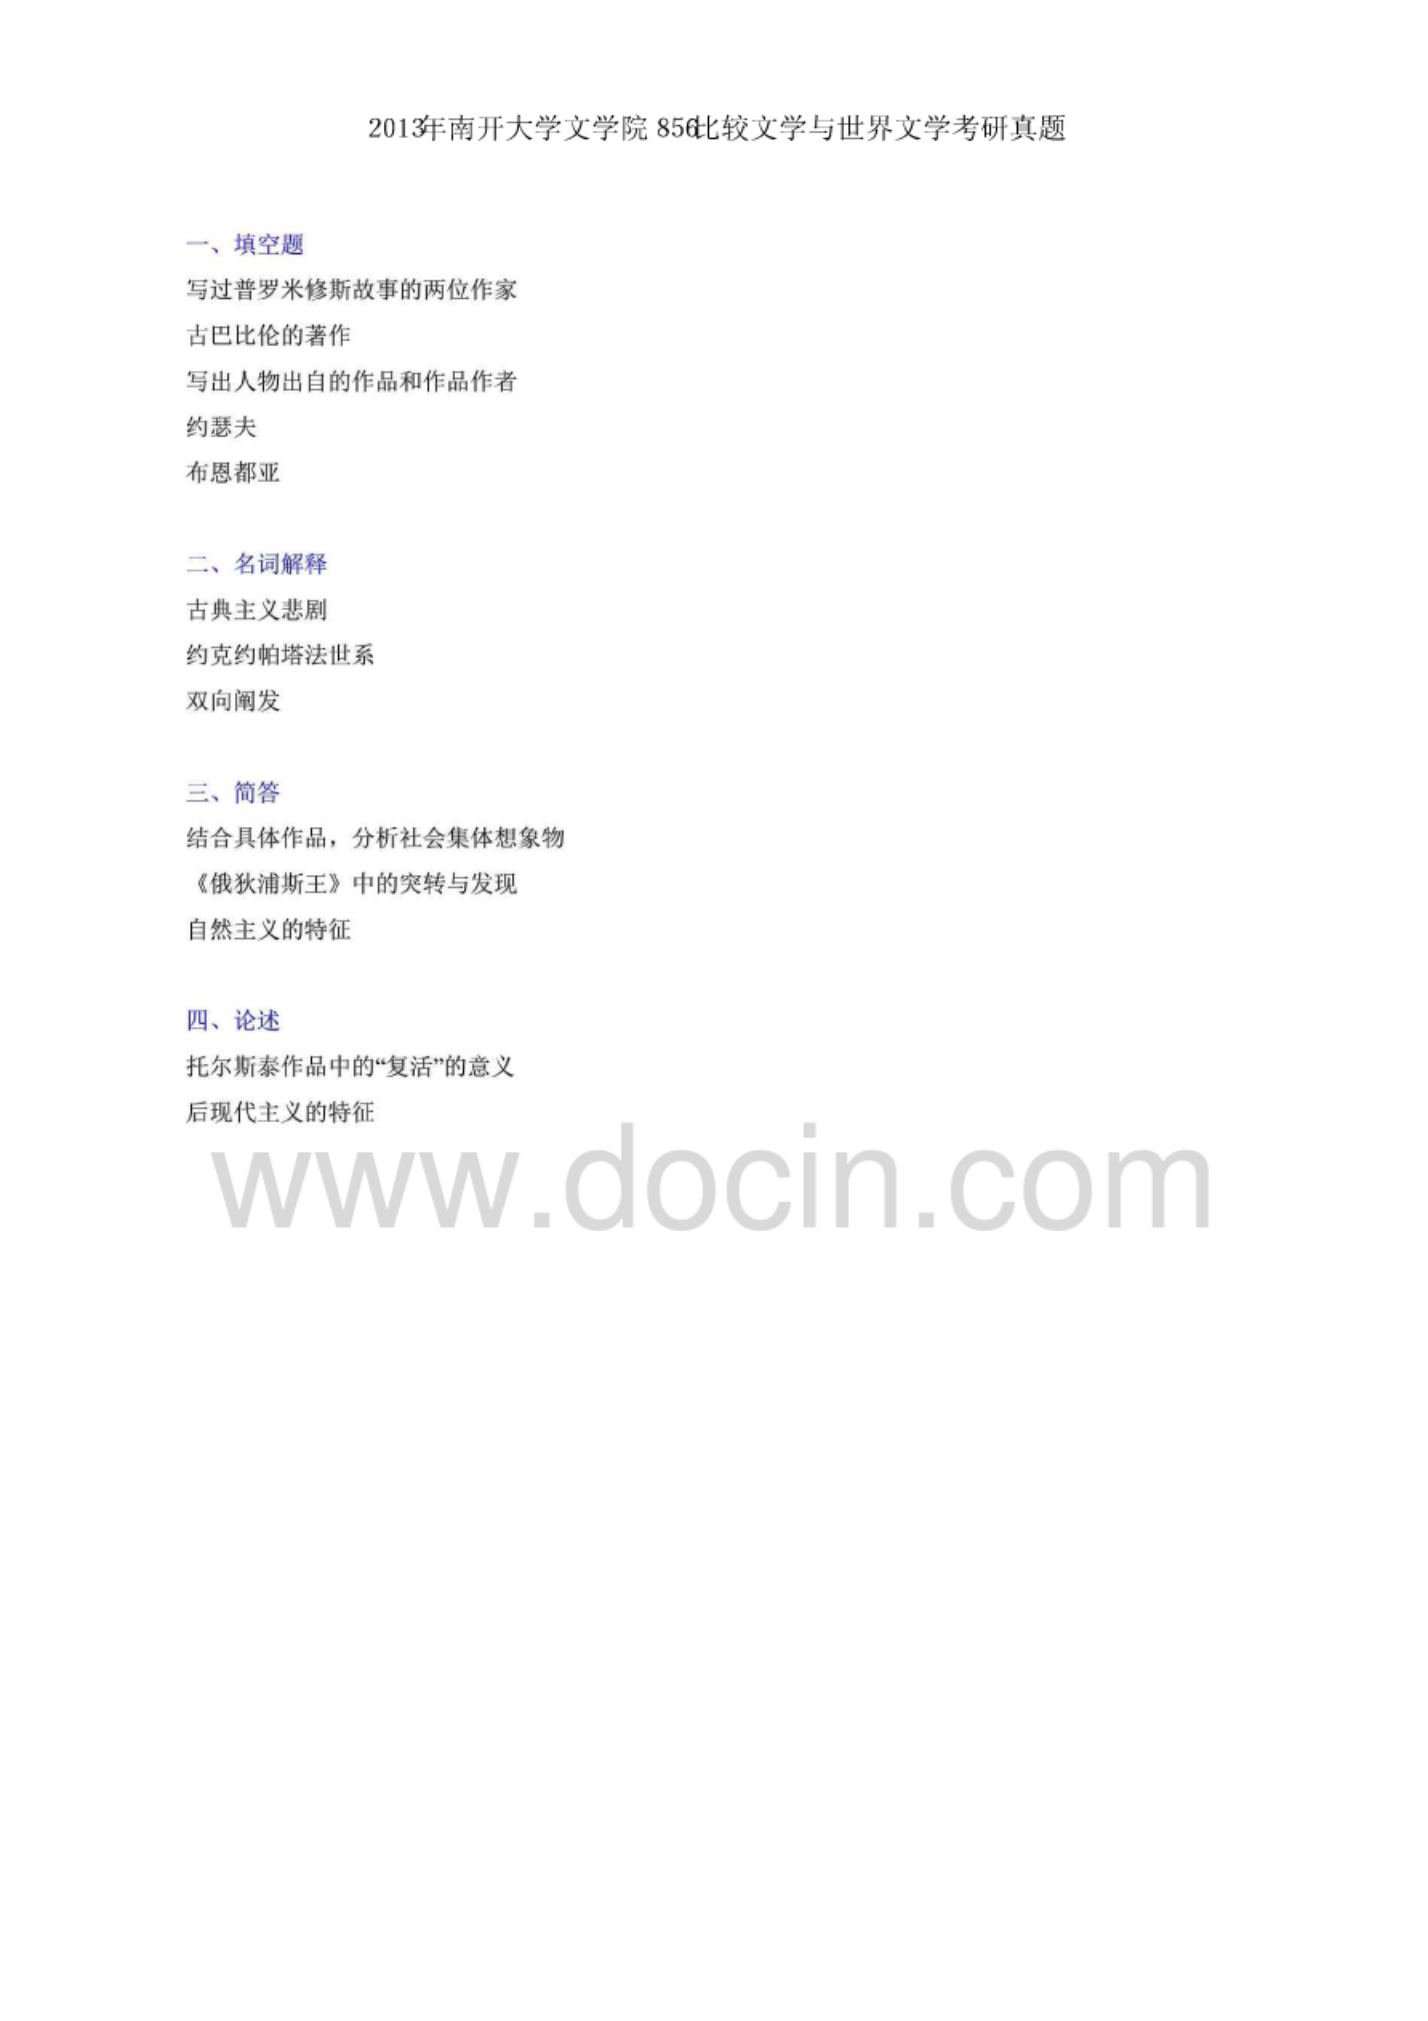 2013年南开大学文学院 856比较文学与世界文学考研真题
一、填空题
写过普罗米修斯故事的两位作家
古巴比伦的著作
写出人物出自的作品和作品作者
约瑟夫
布恩都亚
二、名词解释
古典主义悲剧
约克约帕塔法世系
双向阐发
三、简答
结合具体作品，分析社会集体想象物
《俄狄浦斯王》中的突转与发现
自然主义的特征
四、论述
托尔斯泰作品中的“复活”的意义
后现代主义的特征
www.docin.com